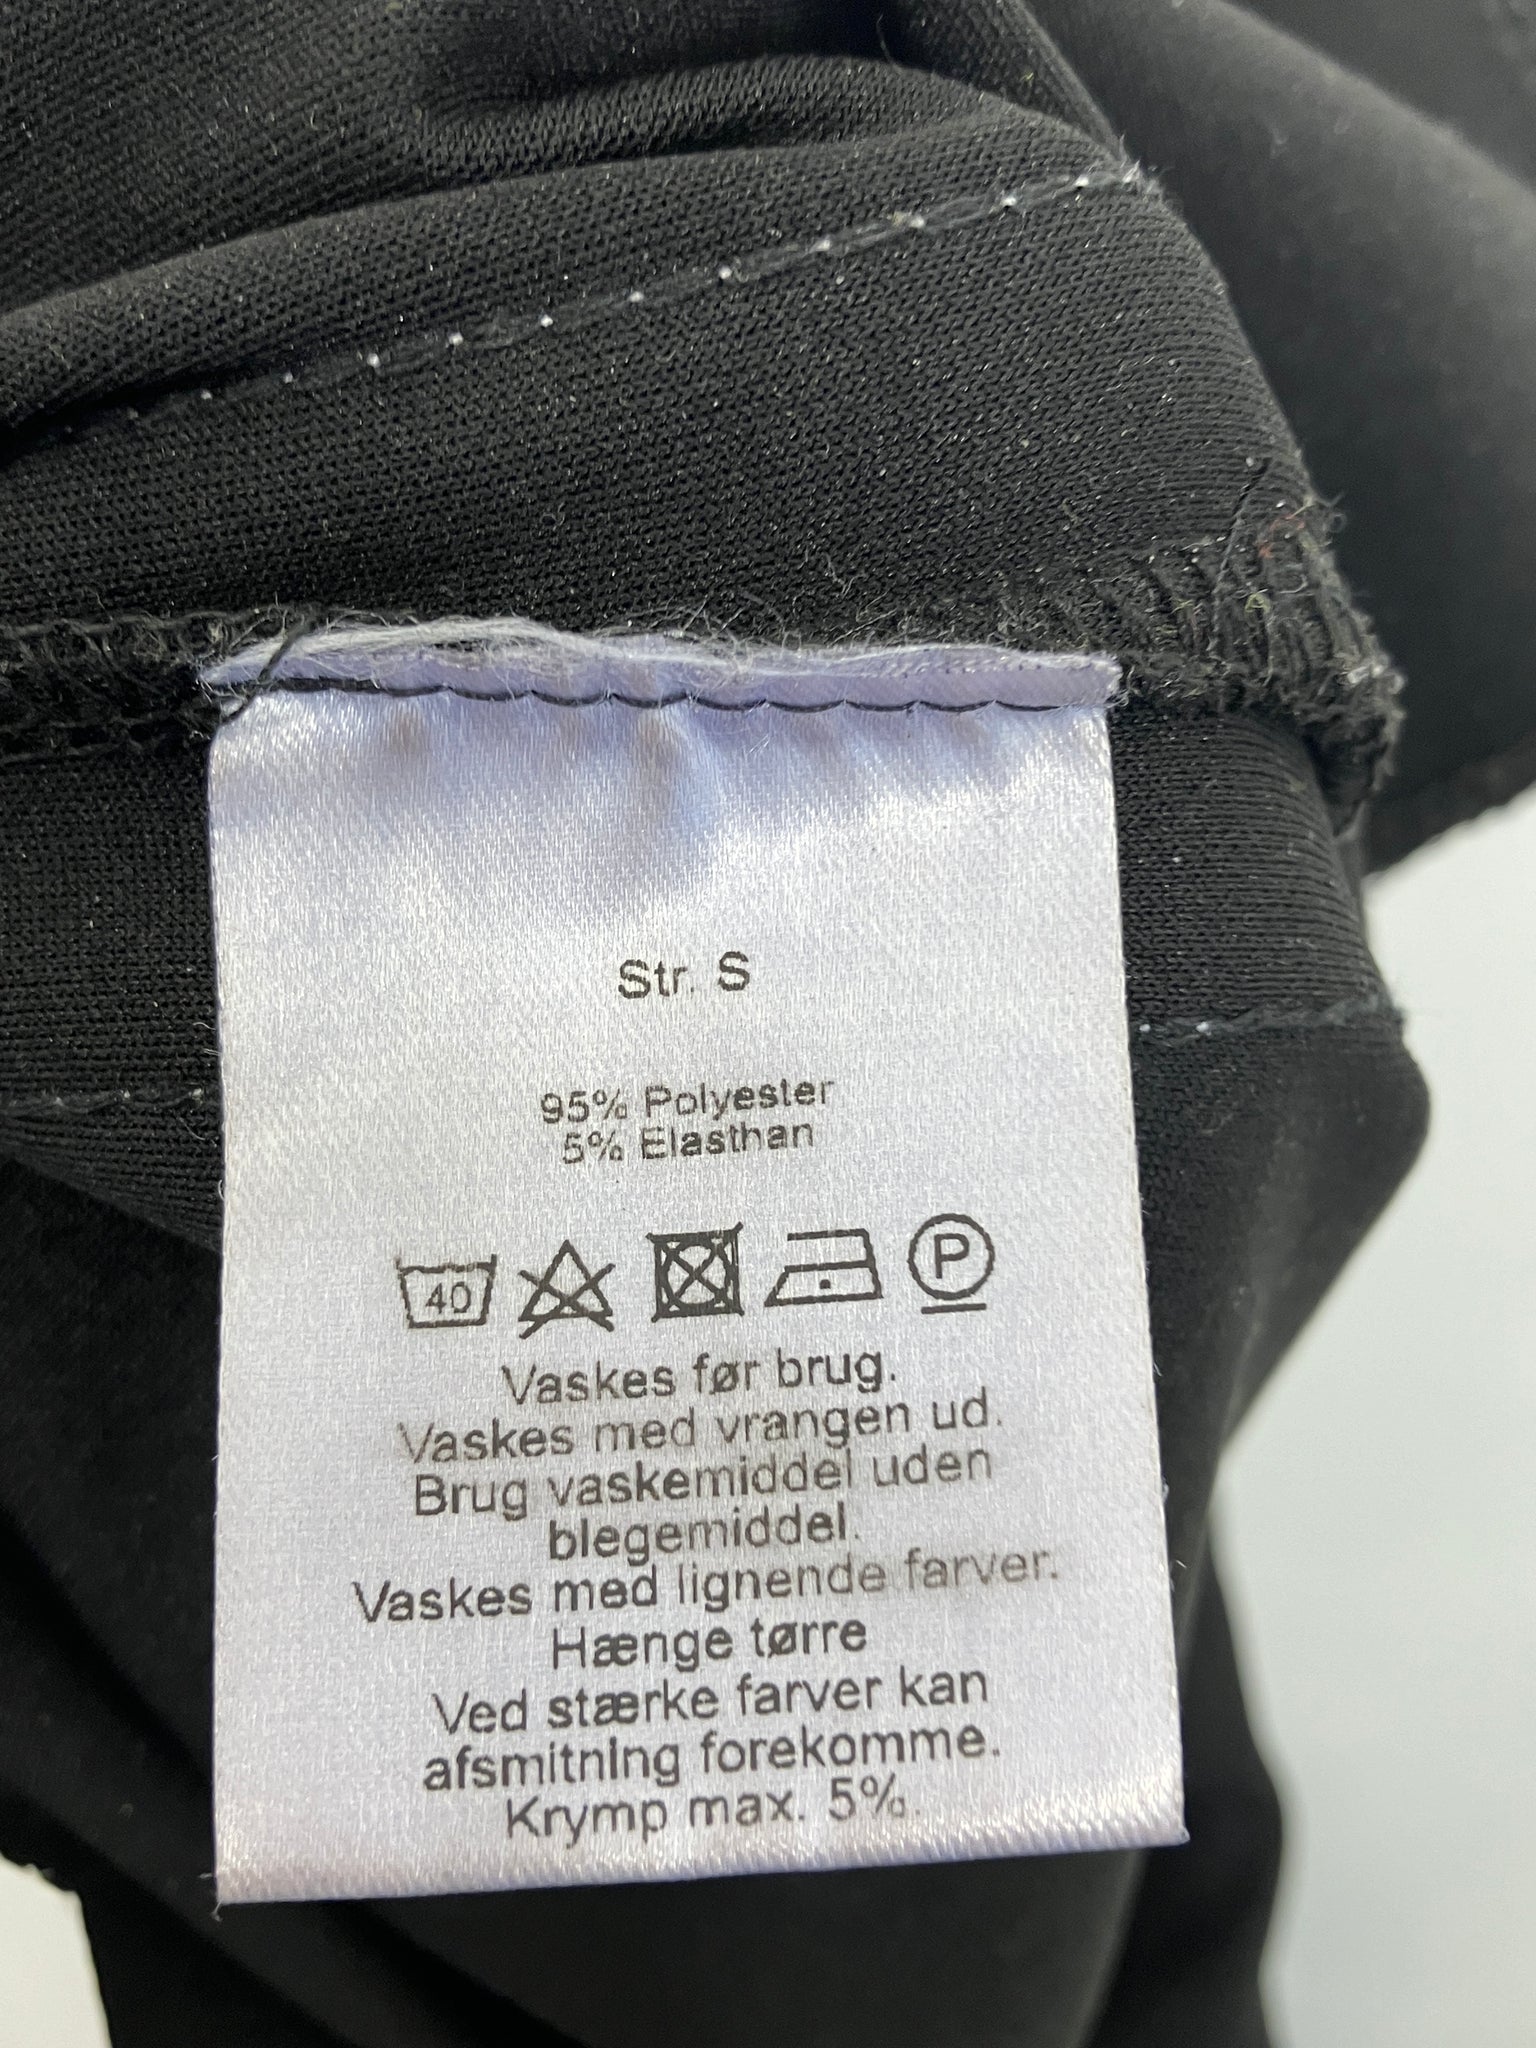 Str. S
95% Polyester
5% Elasthan
40 P
Vaskes før brug.
Vaskes med vrangen ud.
Brug vaskemiddel uden
blegemiddel.
Vaskes med lignende farver.
Hænge tørre
Ved stærke farver kan
afsmitning forekomme.
Krymp max. 5%.